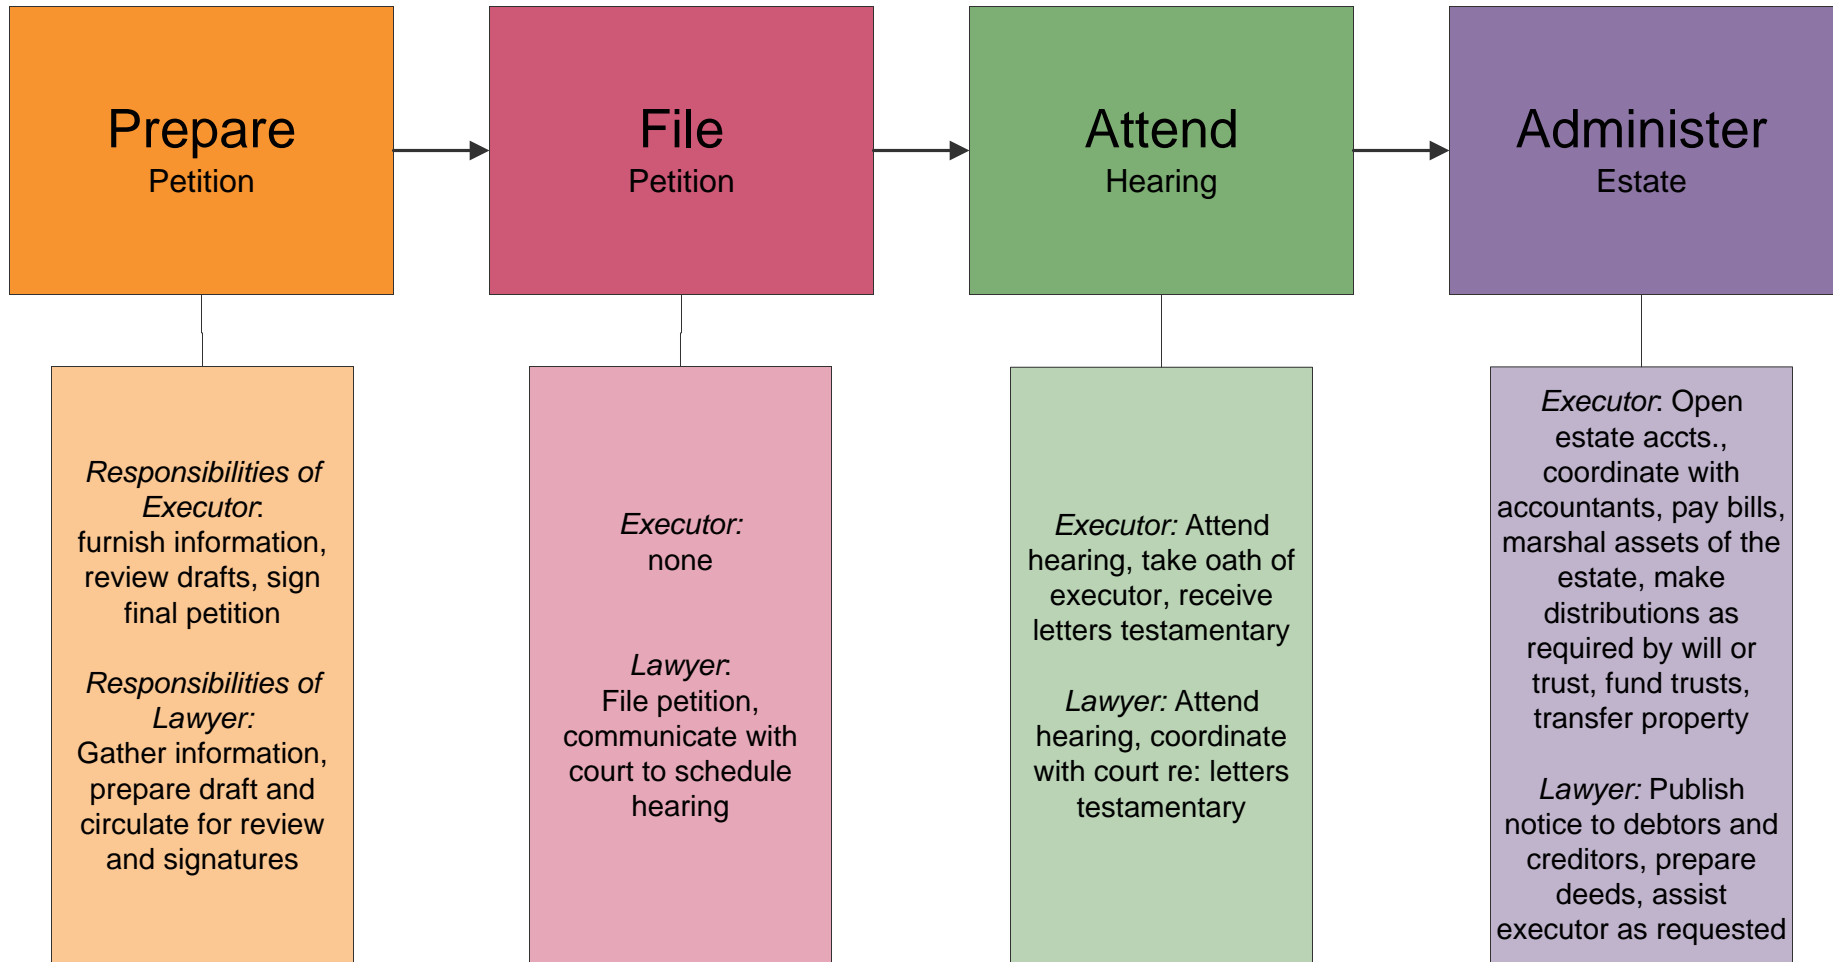 Prepare
Petition
File
Petition
Attend
Hearing
Administer
Estate
Responsibilities of
Executor:
furnish information,
review drafts, sign
final petition
Responsibilities of
Lawyer:
Gather information,
prepare draft and
circulate for review
and signatures
Executor:
none
Lawyer:
File petition,
communicate with
court to schedule
hearing
Executor: Attend
hearing, take oath of
executor, receive
letters testamentary
Lawyer: Attend
hearing, coordinate
with court re: letters
testamentary
Executor: Open
estate accts.,
coordinate with
accountants, pay bills,
marshal assets of the
estate, make
distributions as
required by will or
trust, fund trusts,
transfer property
Lawyer: Publish
notice to debtors and
creditors, prepare
deeds, assist
executor as requested